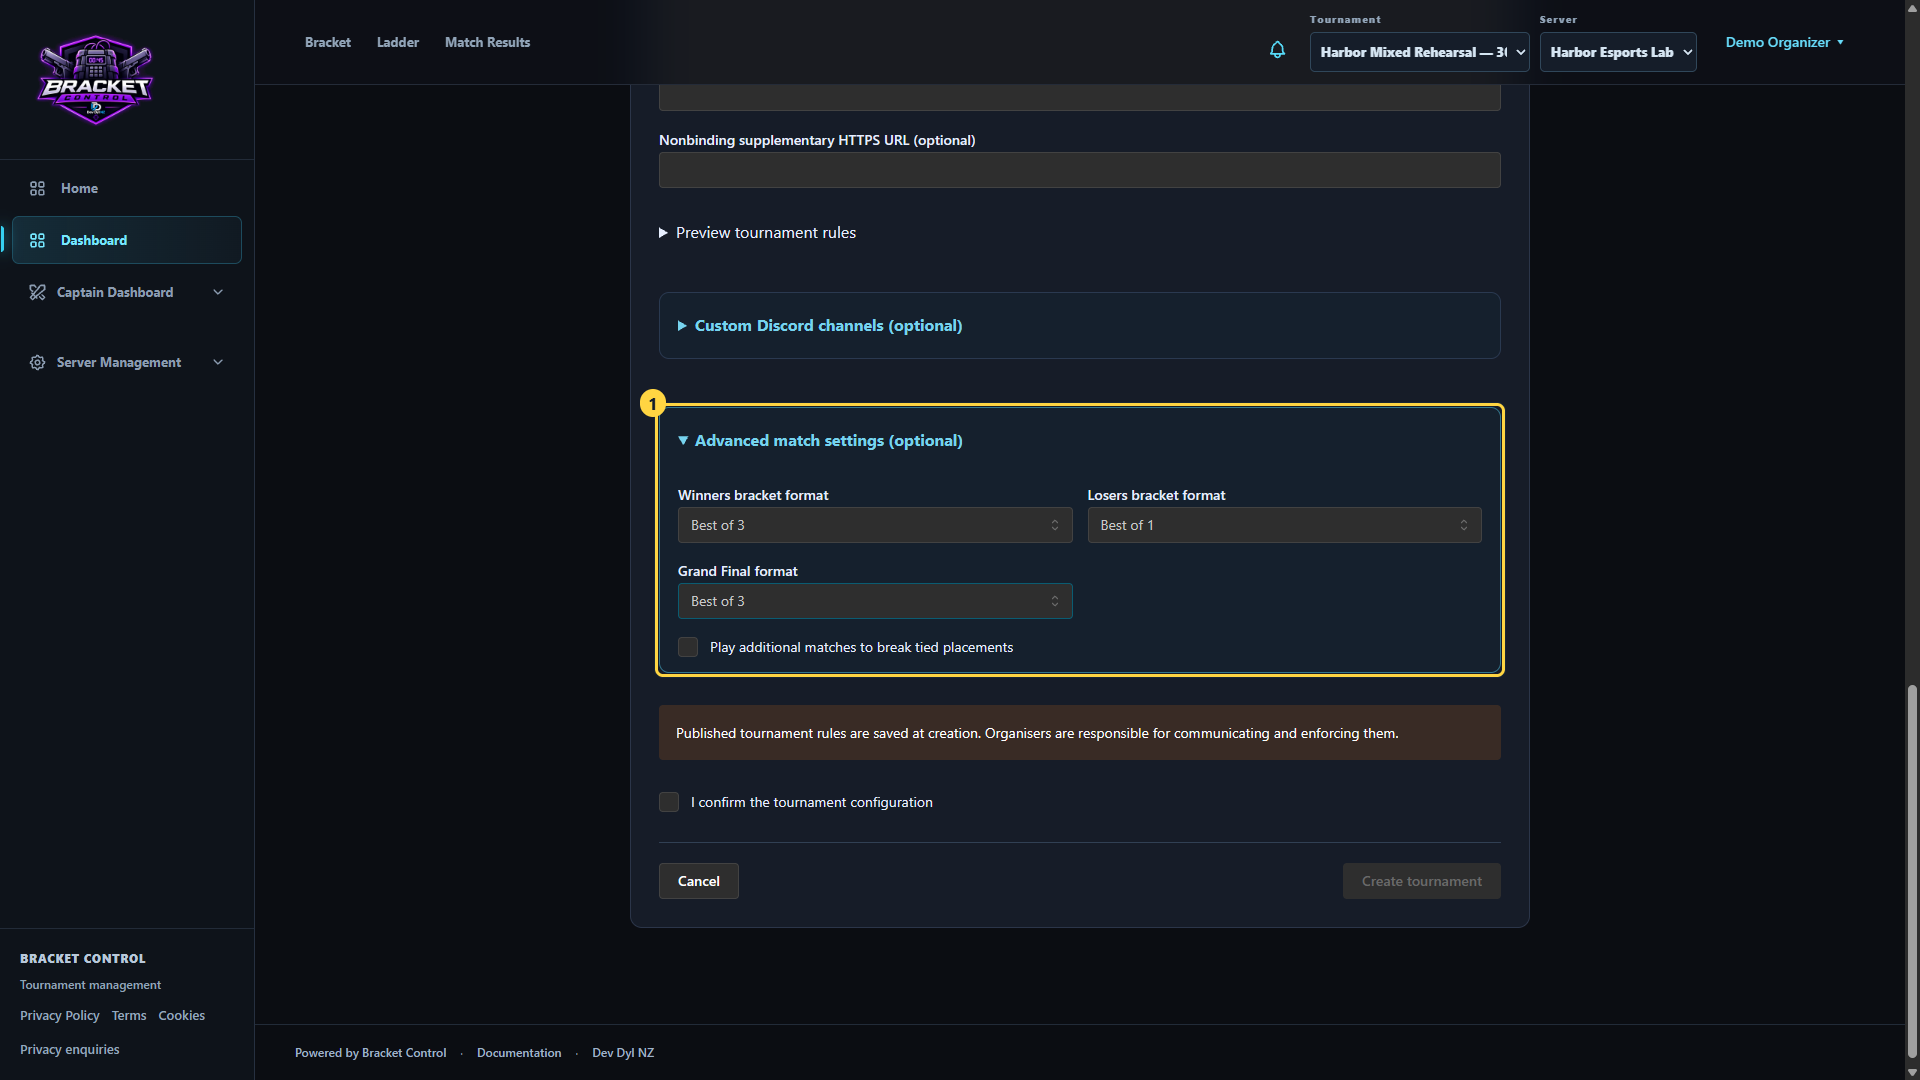 BRACKET
CONTROL
Bracket
Ladder
Match Results
Tournament
Harbor Mixed Rehearsal — 3
Server
Harbor Esports Lab
Demo Organizer
Home
Dashboard
Captain Dashboard
Server Management
Nonbinding supplementary HTTPS URL (optional)
Preview tournament rules
Custom Discord channels (optional)
1
Advanced match settings (optional)
Winners bracket format
Losers bracket format
Best of 3
Best of 1
Grand Final format
Best of 3
Play additional matches to break tied placements
Published tournament rules are saved at creation. Organisers are responsible for communicating and enforcing them.
I confirm the tournament configuration
Cancel
Create tournament
BRACKET CONTROL
Tournament management
Privacy Policy Terms Cookies
Privacy enquiries
Powered by Bracket Control · Documentation · Dev Dyl NZ